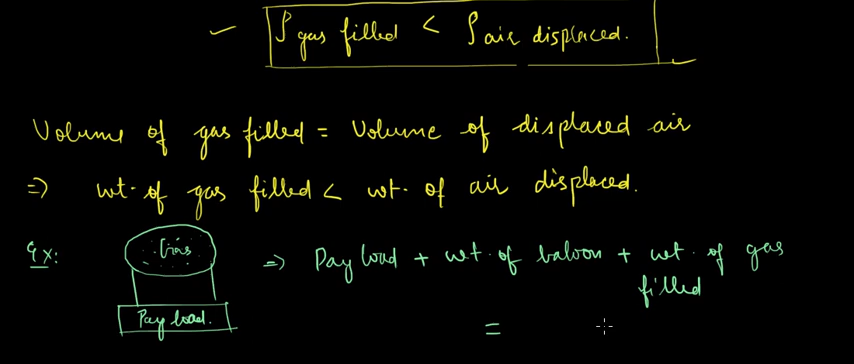 ✓ ρ gas filled < ρ air displaced.
Volume of gas filled = Volume of displaced air
=> wt. of gas filled < wt. of air displaced.
Ex:
Gas
Pay load.
=> Pay load + wt. of baloon + wt. of gas
filled
=